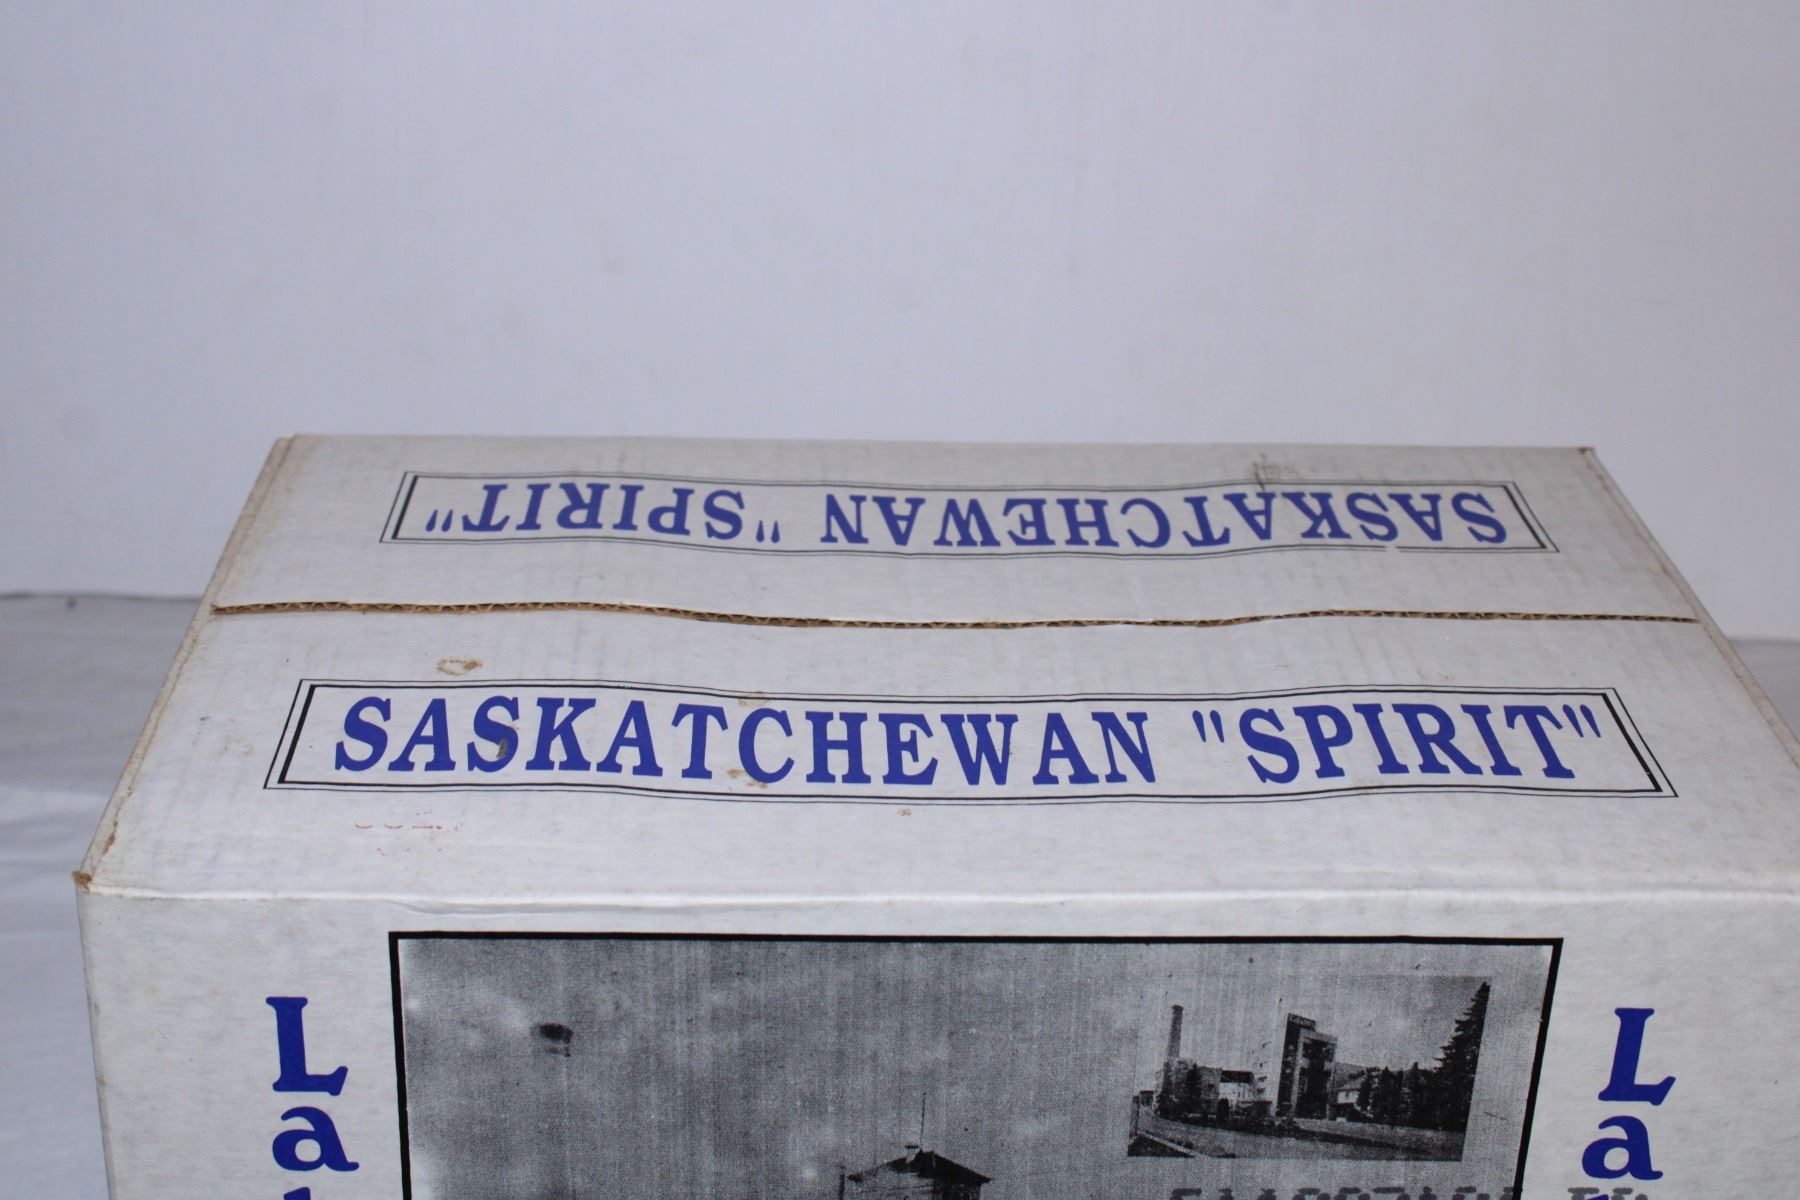 SASKATCHEWAN "SPIRIT"
SASKATCHEWAN "SPIRIT"
La
La